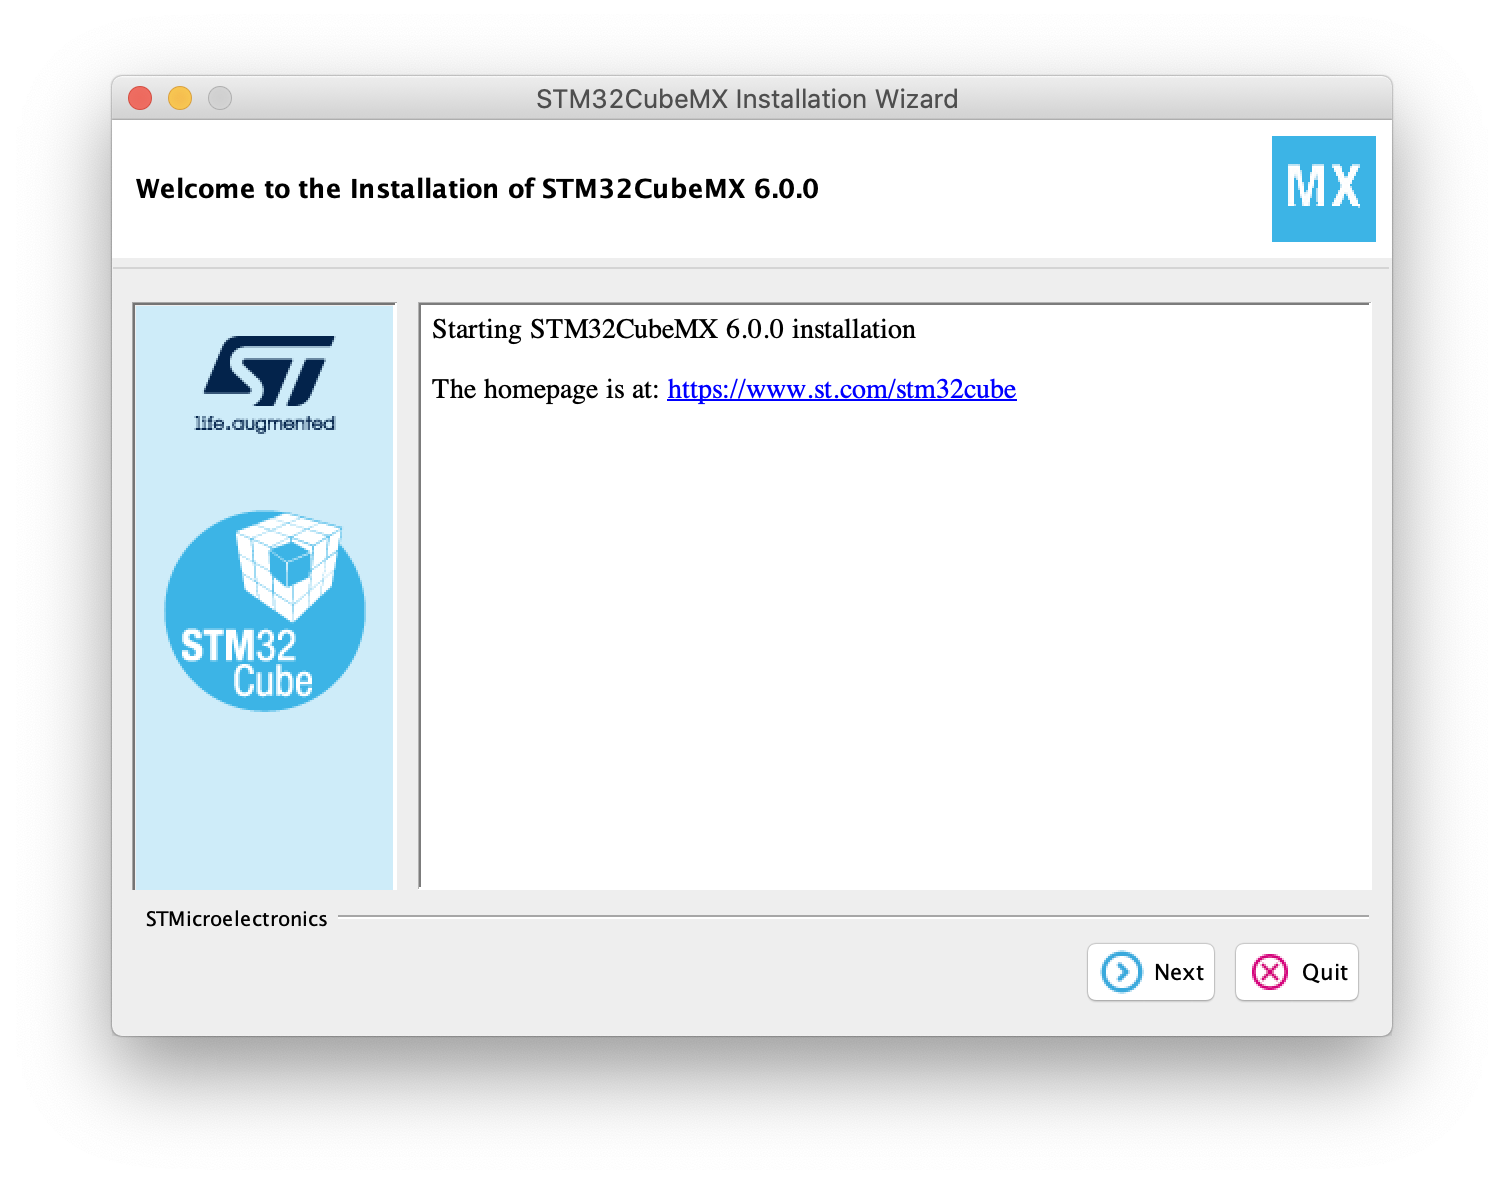 STM32CubeMX Installation Wizard
Welcome to the Installation of STM32CubeMX 6.0.0
MX
ST
life.augmented
STM32
Cube
Starting STM32CubeMX 6.0.0 installation
The homepage is at: https://www.st.com/stm32cube
STMicroelectronics
Next
Quit